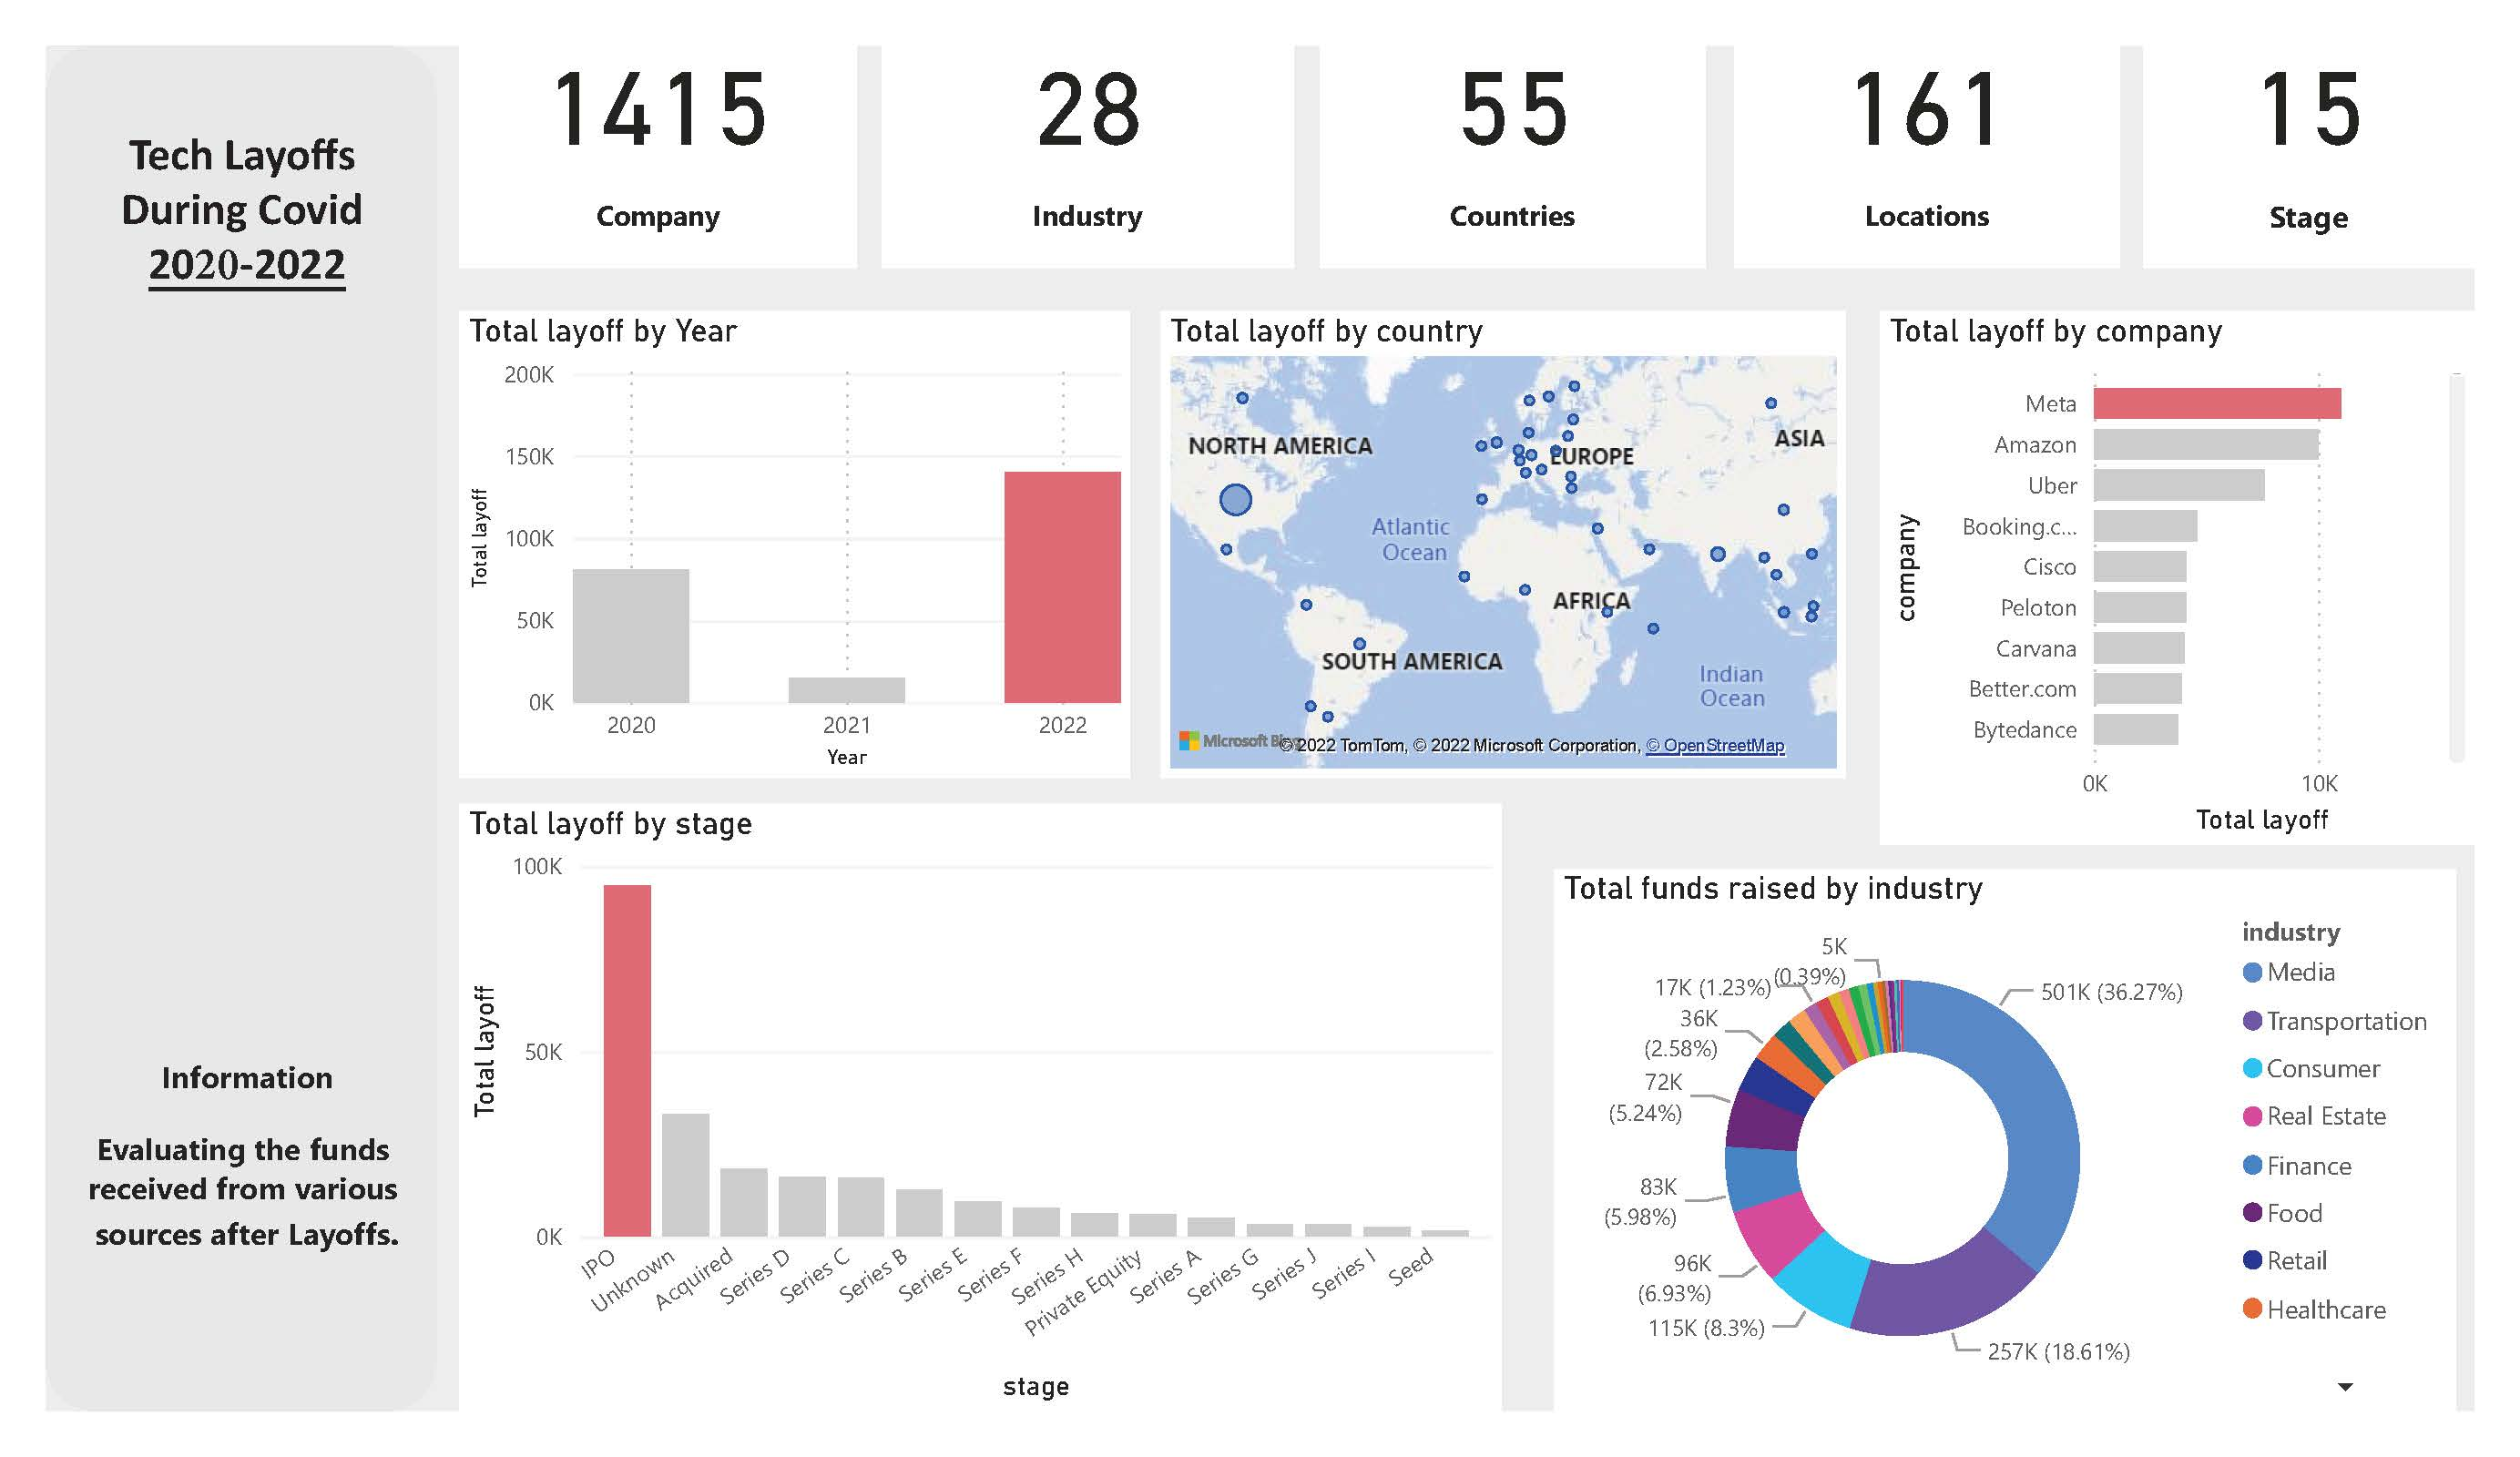 Tech Layoffs
During Covid
2020-2022
Information
Evaluating the funds
received from various
sources after Layoffs.
1415
Company
28
Industry
55
Countries
161
Locations
15
Stage
Total layoff by Year
Total layoff
200K
150K
100K
50K
0K
2020
2021
2022
Year
Total layoff by country
NORTH AMERICA
EUROPE
ASIA
Atlantic
Ocean
AFRICA
SOUTH AMERICA
Indian
Ocean
Microsoft Bing
© 2022 TomTom, © 2022 Microsoft Corporation, © OpenStreetMap
Total layoff by company
company
Meta
Amazon
Uber
Booking.c...
Cisco
Peloton
Carvana
Better.com
Bytedance
0K
10K
Total layoff
Total layoff by stage
Total layoff
100K
50K
0K
IPO
Unknown
Acquired
Series D
Series C
Series B
Series E
Series F
Series H
Private Equity
Series A
Series G
Series J
Series I
Seed
stage
Total funds raised by industry
5K
(0.39%)
17K (1.23%)
36K
(2.58%)
72K
(5.24%)
83K
(5.98%)
96K
(6.93%)
115K (8.3%)
257K (18.61%)
501K (36.27%)
industry
Media
Transportation
Consumer
Real Estate
Finance
Food
Retail
Healthcare